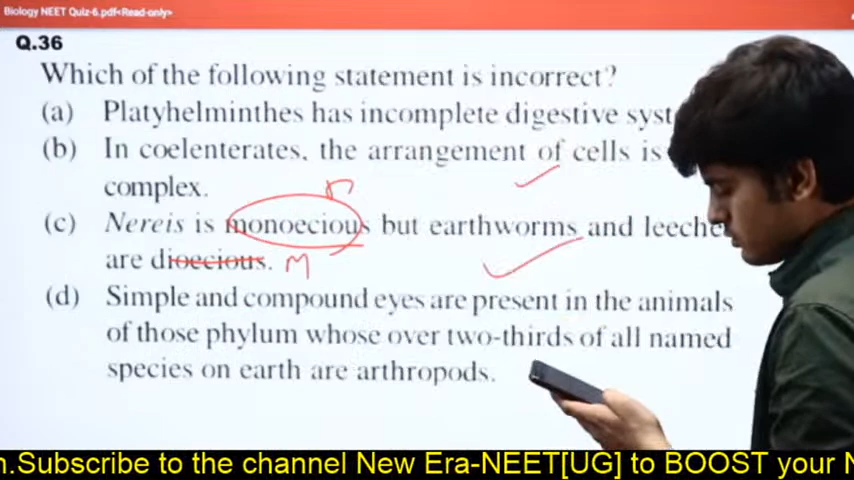 Biology NEET Quiz-6.pdf<Read-only>
Q.36
Which of the following statement is incorrect?
(a) Platyhelminthes has incomplete digestive syst
(b) In coelenterates, the arrangement of cells is
complex.
(c) Nereis is monoecious but earthworms and leeche
are dioecious. M
(d) Simple and compound eyes are present in the animals
of those phylum whose over two-thirds of all named
species on earth are arthropods.
n.Subscribe to the channel New Era-NEET[UG] to BOOST your N